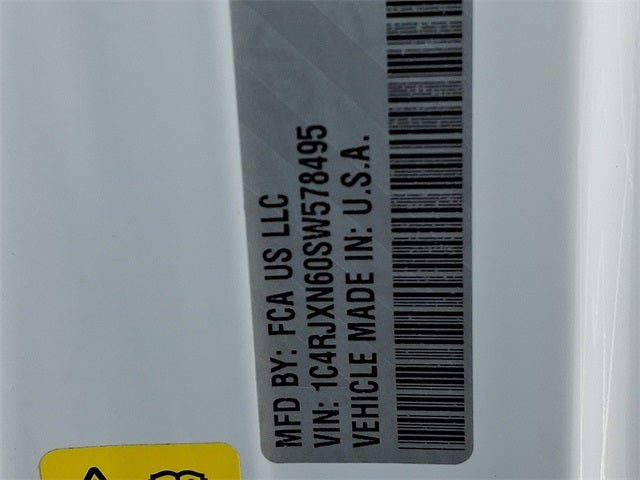 MFD BY: FCA US LLC
VIN: 1C4RJXN60SW578495
VEHICLE MADE IN: U.S.A.